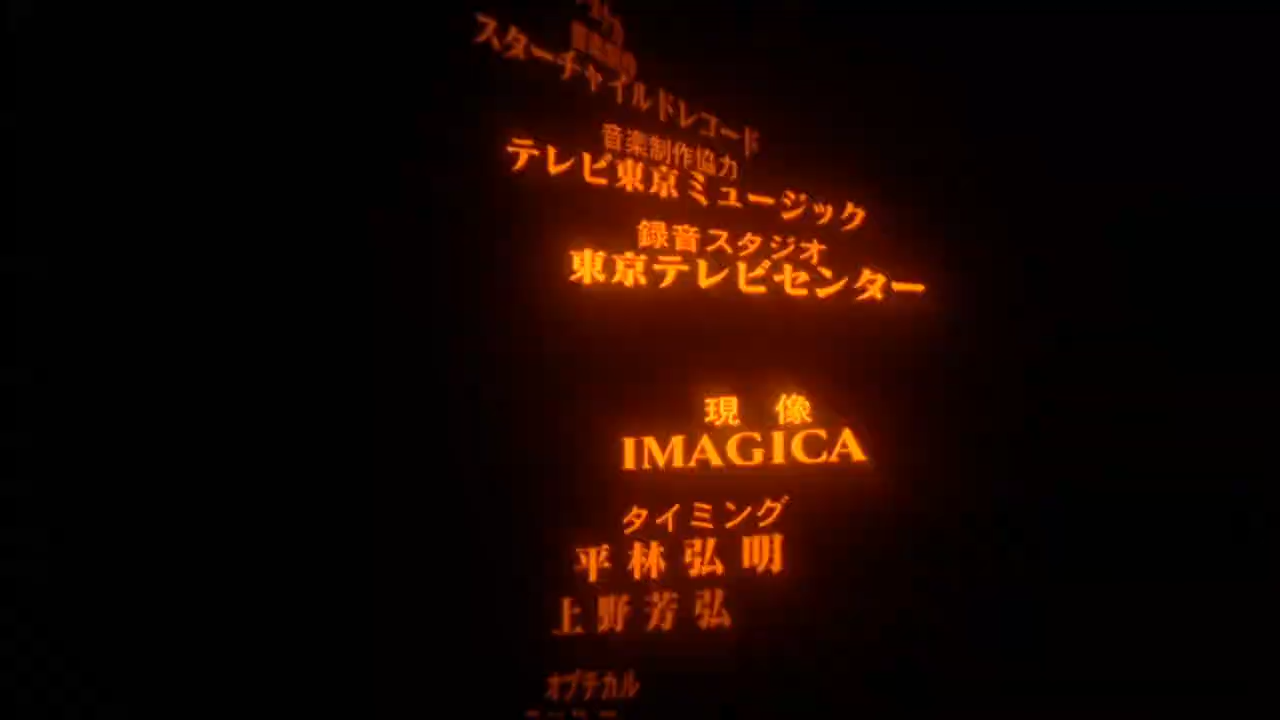 スターチャイルドレコード
音楽制作協力
テレビ東京ミュージック
録音スタジオ
東京テレビセンター
現 像
IMAGICA
タイミング
平 林 弘 明
上 野 芳 弘
オプチカル